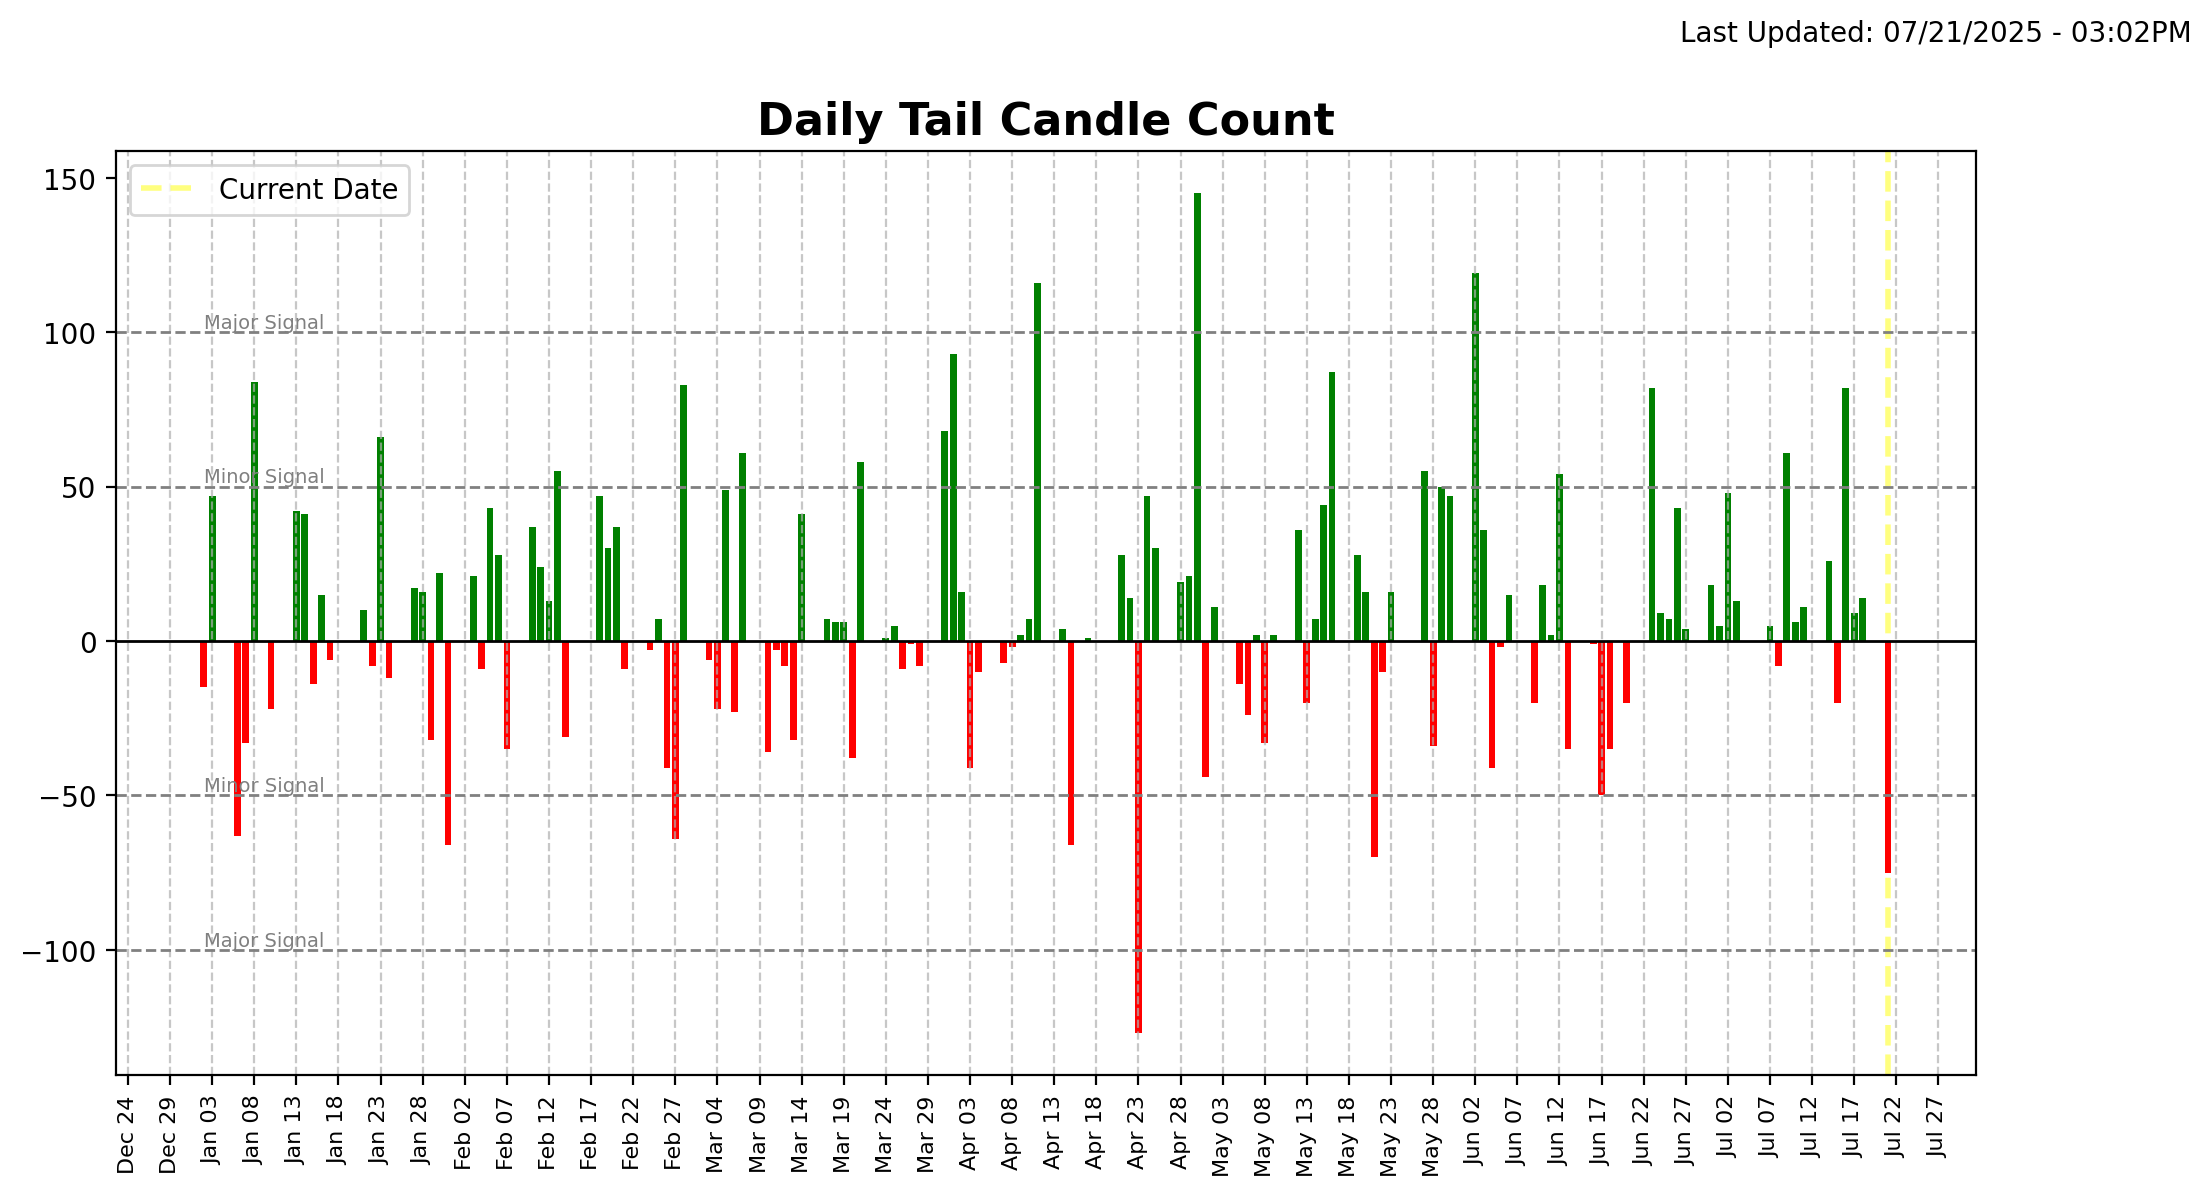 Last Updated: 07/21/2025 - 03:02PM
Daily Tail Candle Count
Current Date
150
100
50
0
−50
−100
Major Signal
Minor Signal
Minor Signal
Major Signal
Dec 24
Dec 29
Jan 03
Jan 08
Jan 13
Jan 18
Jan 23
Jan 28
Feb 02
Feb 07
Feb 12
Feb 17
Feb 22
Feb 27
Mar 04
Mar 09
Mar 14
Mar 19
Mar 24
Mar 29
Apr 03
Apr 08
Apr 13
Apr 18
Apr 23
Apr 28
May 03
May 08
May 13
May 18
May 23
May 28
Jun 02
Jun 07
Jun 12
Jun 17
Jun 22
Jun 27
Jul 02
Jul 07
Jul 12
Jul 17
Jul 22
Jul 27